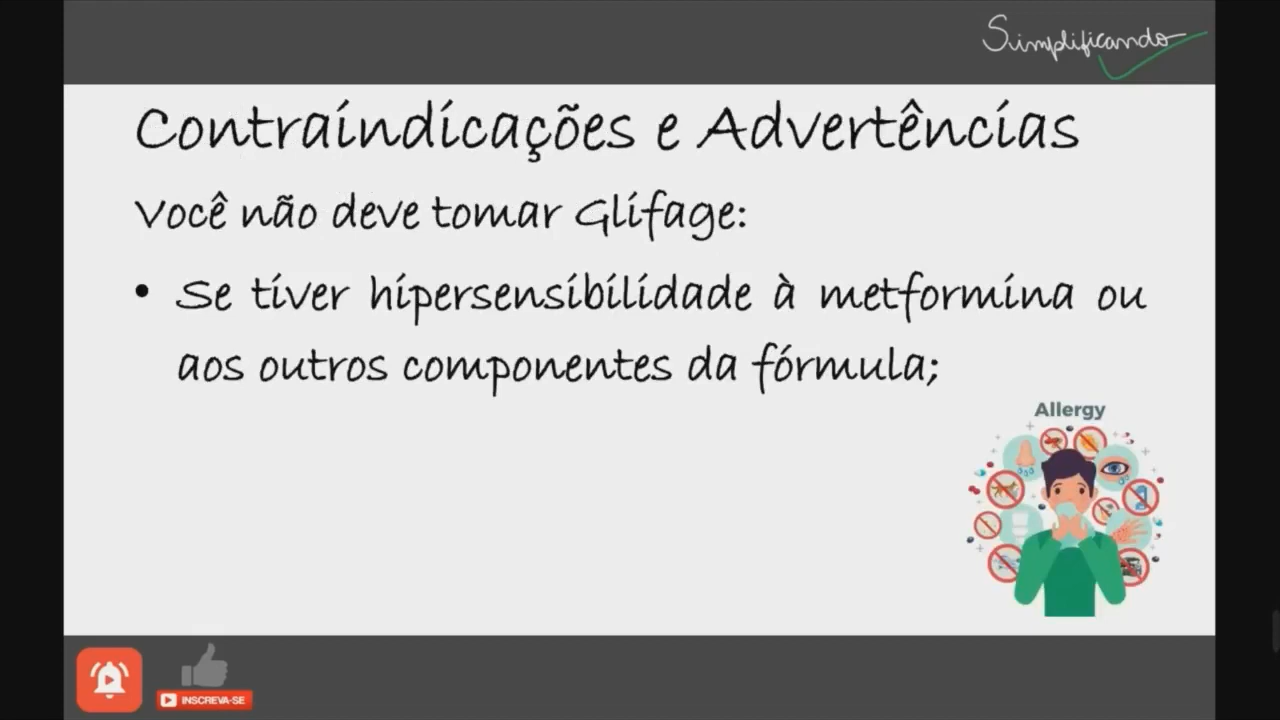 Simplificando
Contraindicações e Advertências
Você não deve tomar Glifage:
• Se tiver hipersensibilidade à metformina ou
aos outros componentes da fórmula;
Allergy
INSCREVA-SE